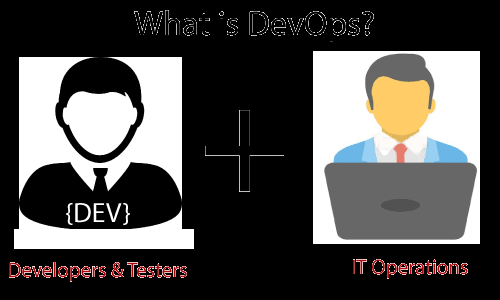 What is DevOps?
{DEV}
Developers & Testers
IT Operations